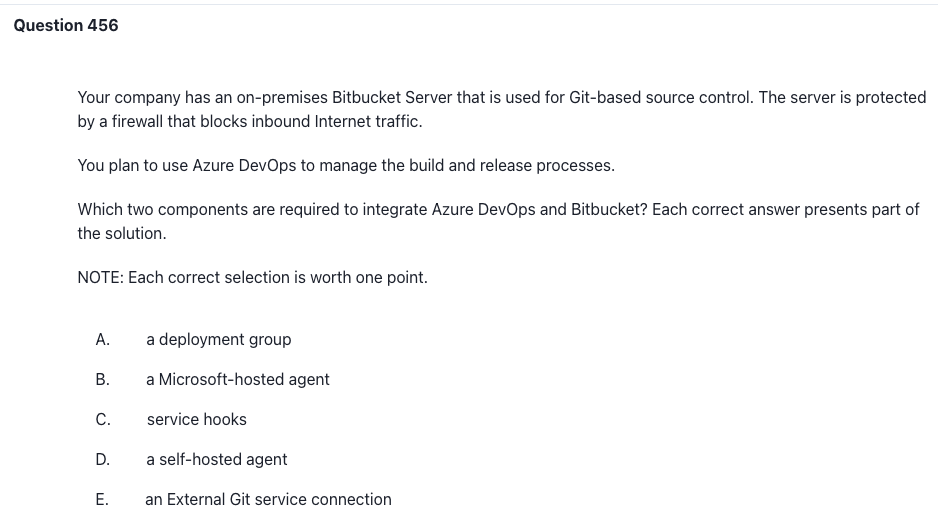 Question 456
Your company has an on-premises Bitbucket Server that is used for Git-based source control. The server is protected
by a firewall that blocks inbound Internet traffic.
You plan to use Azure DevOps to manage the build and release processes.
Which two components are required to integrate Azure DevOps and Bitbucket? Each correct answer presents part of
the solution.
NOTE: Each correct selection is worth one point.
A. a deployment group
B. a Microsoft-hosted agent
C. service hooks
D. a self-hosted agent
E. an External Git service connection